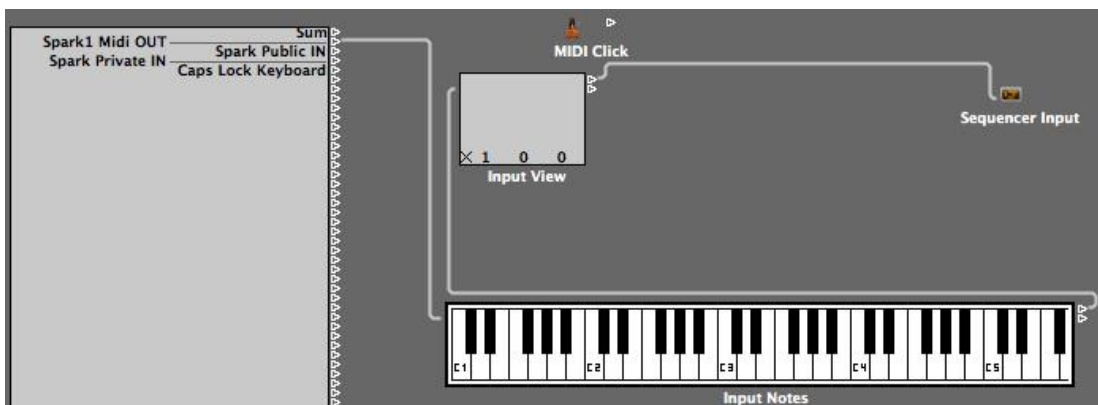 Sum
Spark1 Midi OUT
Spark Public IN
Spark Private IN
Caps Lock Keyboard
MIDI Click
Sequencer Input
1 0 0
Input View
C1 C2 C3 C4 C5
Input Notes